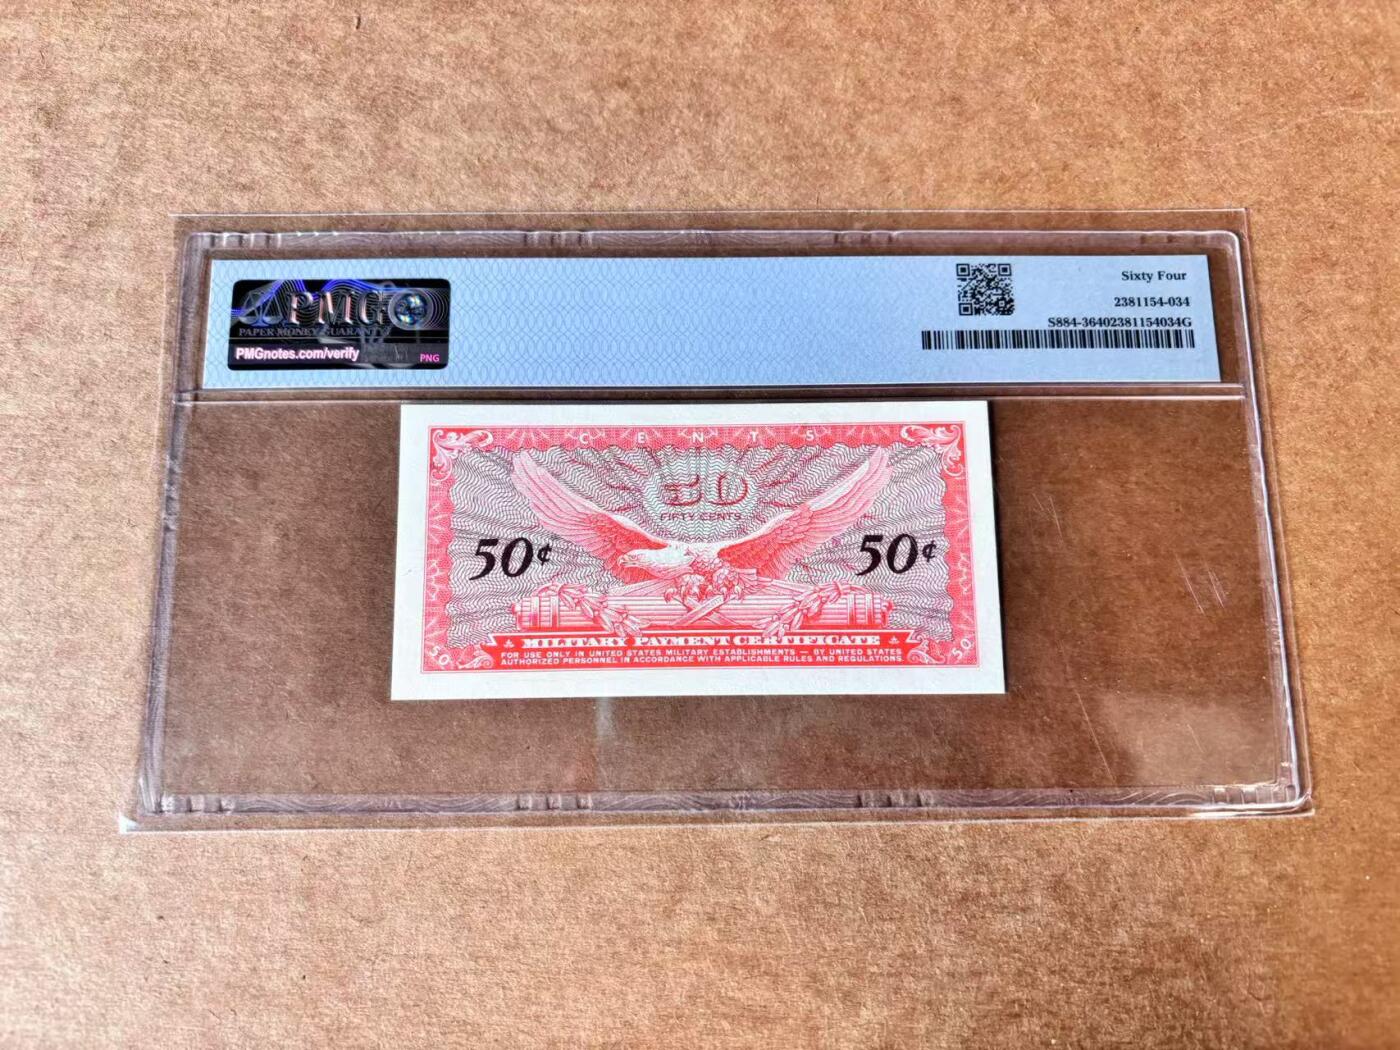 PMG
PAPER MONEY GUARANTY
PMGnotes.com/verify
PNG
Sixty Four
2381154-034
S884-36402381154034G
CENTS
50
FIFTY CENTS
50¢
50¢
MILITARY PAYMENT CERTIFICATE
FOR USE ONLY IN UNITED STATES MILITARY ESTABLISHMENTS — BY UNITED STATES
AUTHORIZED PERSONNEL IN ACCORDANCE WITH APPLICABLE RULES AND REGULATIONS.
50
50